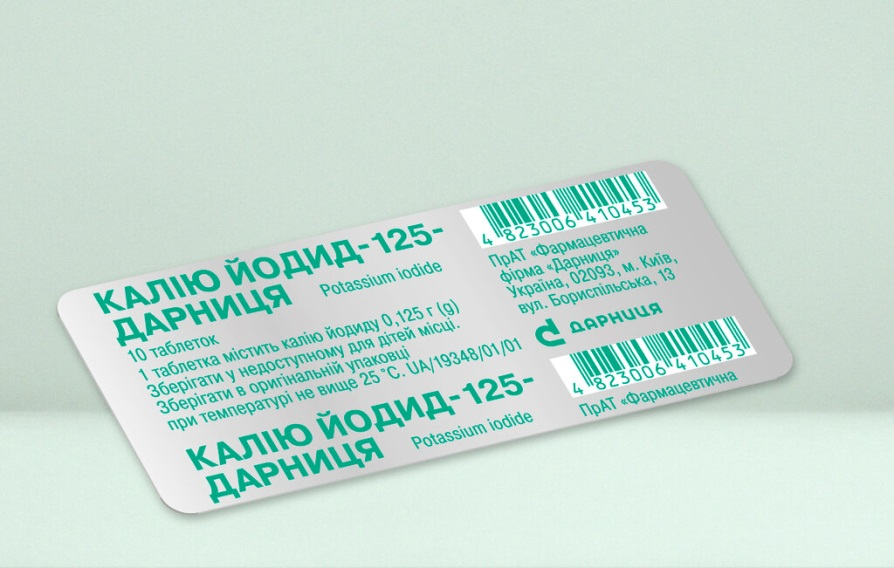 КАЛІЮ ЙОДИД-125-
ДАРНИЦЯ
Potassium iodide
10 таблеток
1 таблетка містить калію йодиду 0,125 г (g)
Зберігати у недоступному для дітей місці.
Зберігати в оригінальній упаковці
при температурі не вище 25 °C. UA/19348/01/01
КАЛІЮ ЙОДИД-125-
ДАРНИЦЯ
Potassium iodide
4 823006 410453
ПрАТ «Фармацевтична
фірма «Дарниця»
Україна, 02093, м. Київ,
вул. Бориспільська, 13
ДАРНИЦЯ
4 823006 410453
ПрАТ «Фармацевтична